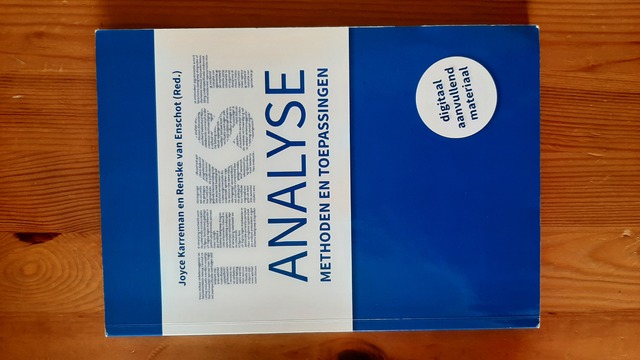 Joyce Karreman en Renske van Enschot (Red.)
TEKST
ANALYSE
METHODEN EN TOEPASSINGEN
digitaal
aanvullend
materiaal